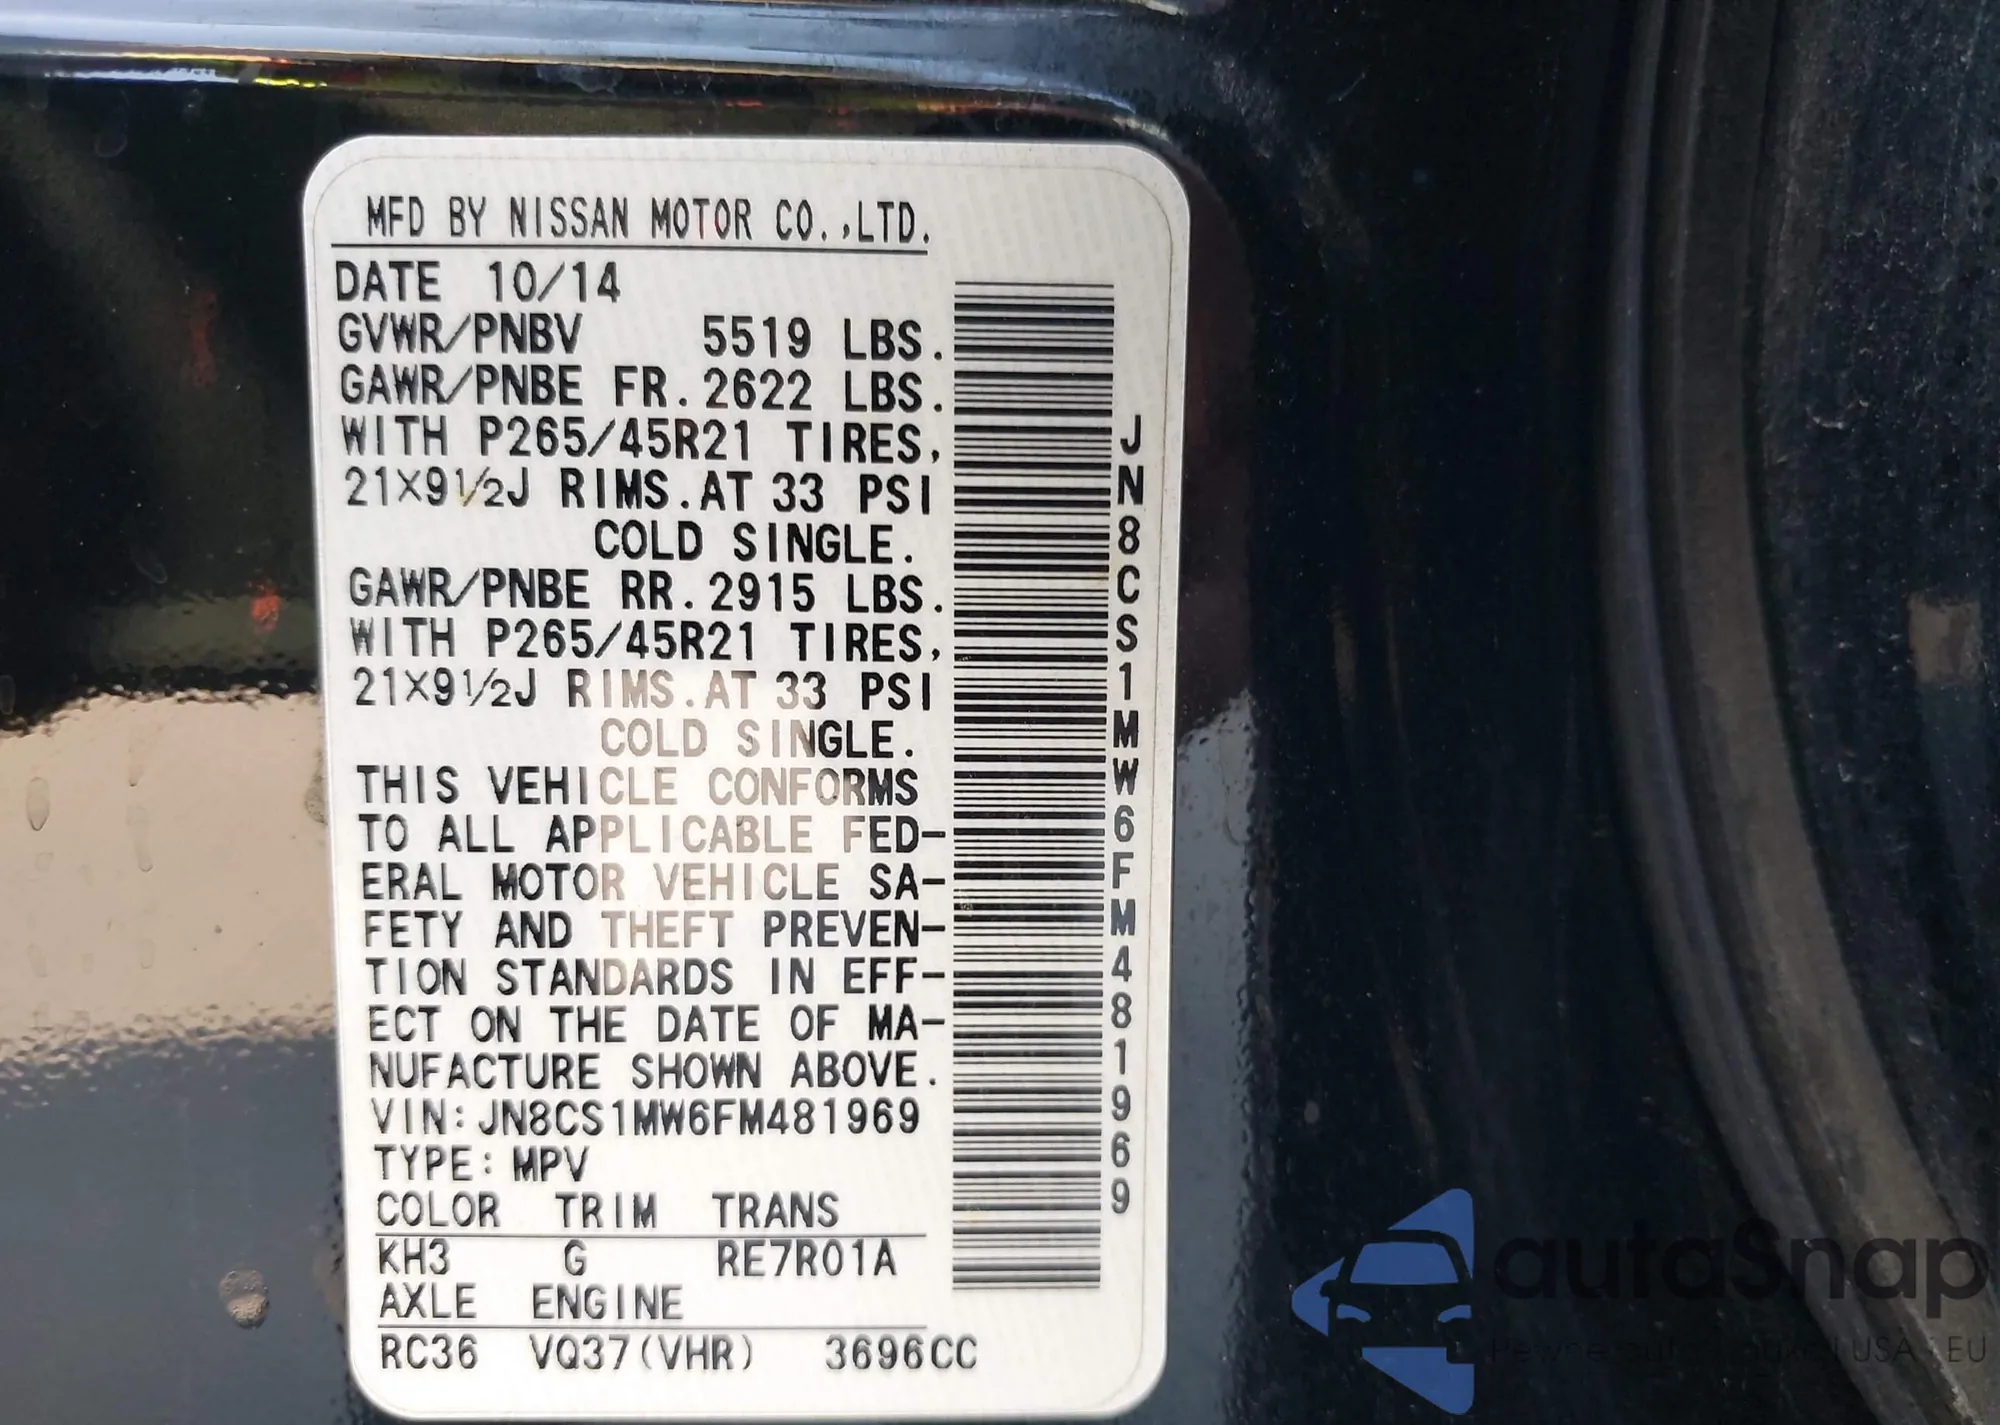 MFD BY NISSAN MOTOR CO.,LTD.
DATE 10/14
GVWR/PNBV 5519 LBS.
GAWR/PNBE FR. 2622 LBS.
WITH P265/45R21 TIRES,
21×9½J RIMS.AT 33 PSI
COLD SINGLE.
GAWR/PNBE RR. 2915 LBS.
WITH P265/45R21 TIRES,
21×9½J RIMS.AT 33 PSI
COLD SINGLE.
THIS VEHICLE CONFORMS
TO ALL APPLICABLE FED-
ERAL MOTOR VEHICLE SA-
FETY AND THEFT PREVEN-
TION STANDARDS IN EFF-
ECT ON THE DATE OF MA-
NUFACTURE SHOWN ABOVE.
VIN:JN8CS1MW6FM481969
TYPE:MPV
COLOR TRIM TRANS
KH3 G RE7R01A
AXLE ENGINE
RC36 VQ37(VHR) 3696CC
JN8CS1MW6FM481969
autaSnap
USA EU